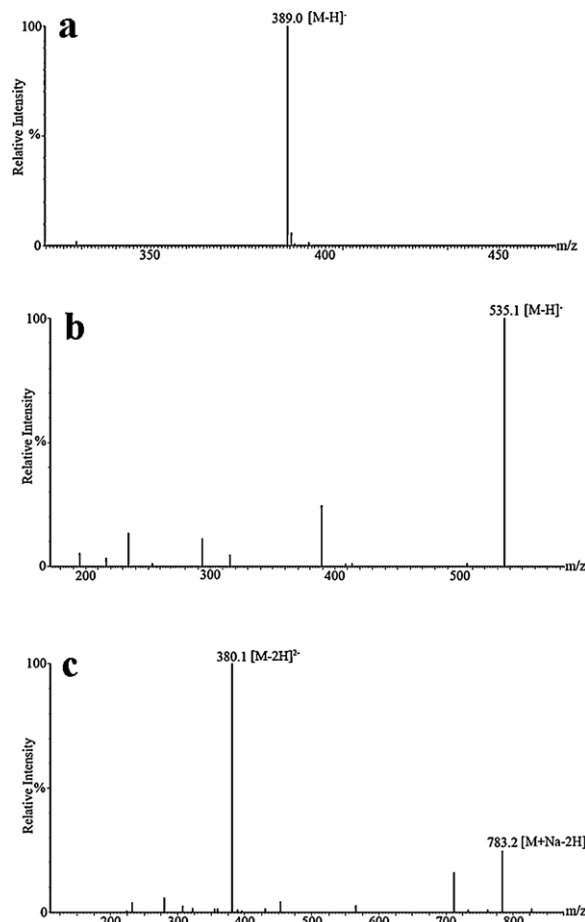 a
389.0 [M-H]-
100
Relative Intensity
%
0
350
400
450
m/z
b
535.1 [M-H]-
100
Relative Intensity
%
0
200
300
400
500
m/z
c
380.1 [M-2H]2-
100
Relative Intensity
%
783.2 [M+Na-2H]
0
200
300
400
500
600
700
800
m/z